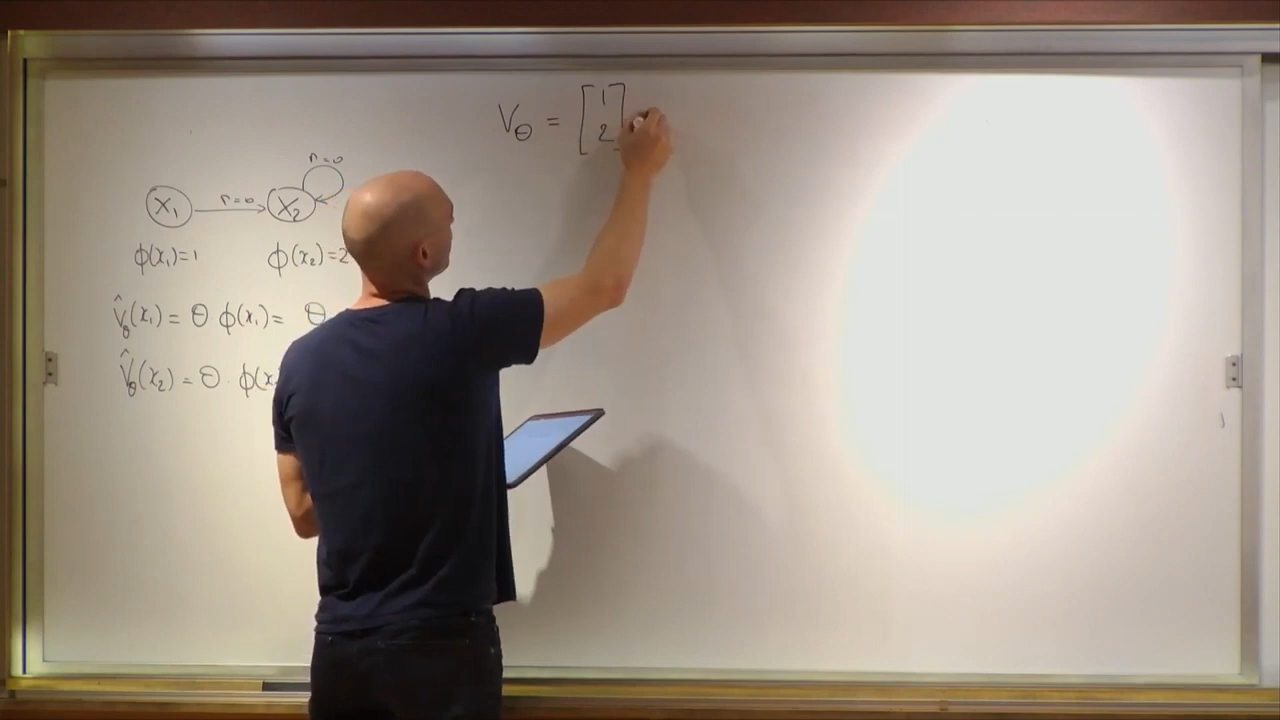 V_θ = [1 2]
r=0
x₁ r=0 x₂
ϕ(x₁)=1 ϕ(x₂)=2
V̂_θ(x₁) = θ ϕ(x₁) = θ
V̂_θ(x₂) = θ · ϕ(x